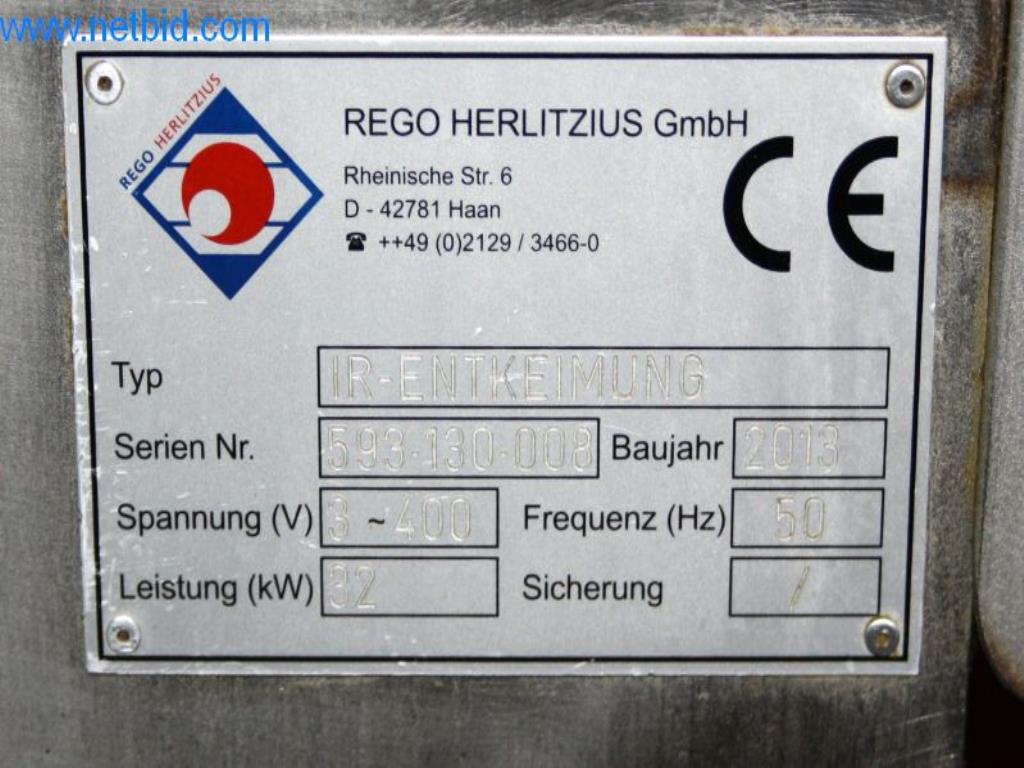 www.netbid.com
REGO HERLITZIUS
REGO HERLITZIUS GmbH
Rheinische Str. 6
D - 42781 Haan
☎ ++49 (0)2129 / 3466-0
CE
Typ IR-ENTKEIMUNG
Serien Nr. 593-130-008 Baujahr 2013
Spannung (V) 3 ~ 400 Frequenz (Hz) 50
Leistung (kW) 32 Sicherung /